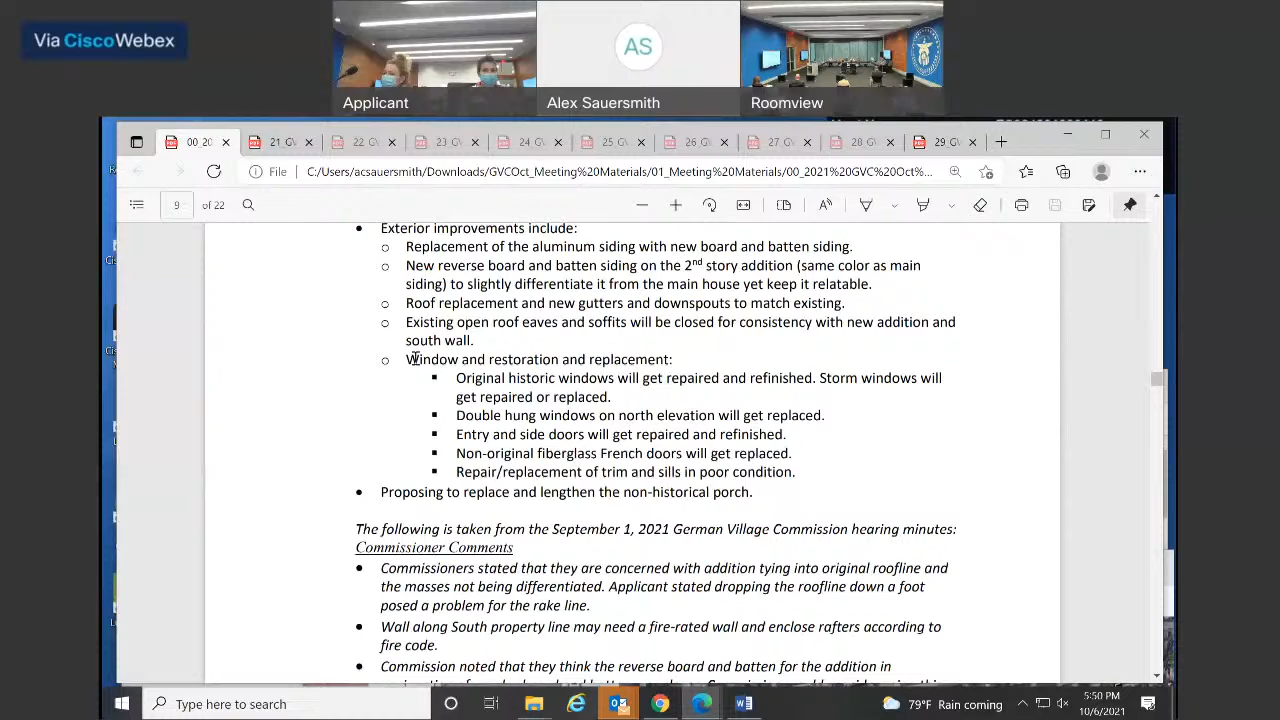 Via CiscoWebex
AS
Applicant
Alex Sauersmith
Roomview
00_20
21_GV
22_GV
23_GV
24_GV
25_GV
26_GV
27_GV
28_GV
29_GV
File
C:/Users/acsauersmith/Downloads/GVCOct_Meeting%20Materials/01_Meeting%20Materials/00_2021%20GVC%20Oct%...
9 of 22
• Exterior improvements include:
o Replacement of the aluminum siding with new board and batten siding.
o New reverse board and batten siding on the 2nd story addition (same color as main
siding) to slightly differentiate it from the main house yet keep it relatable.
o Roof replacement and new gutters and downspouts to match existing.
o Existing open roof eaves and soffits will be closed for consistency with new addition and
south wall.
o Window and restoration and replacement:
▪ Original historic windows will get repaired and refinished. Storm windows will
get repaired or replaced.
▪ Double hung windows on north elevation will get replaced.
▪ Entry and side doors will get repaired and refinished.
▪ Non-original fiberglass French doors will get replaced.
▪ Repair/replacement of trim and sills in poor condition.
• Proposing to replace and lengthen the non-historical porch.
The following is taken from the September 1, 2021 German Village Commission hearing minutes:
Commissioner Comments
• Commissioners stated that they are concerned with addition tying into original roofline and
the masses not being differentiated. Applicant stated dropping the roofline down a foot
posed a problem for the rake line.
• Wall along South property line may need a fire-rated wall and enclose rafters according to
fire code.
• Commission noted that they think the reverse board and batten for the addition in
Type here to search
79°F Rain coming
5:50 PM
10/6/2021